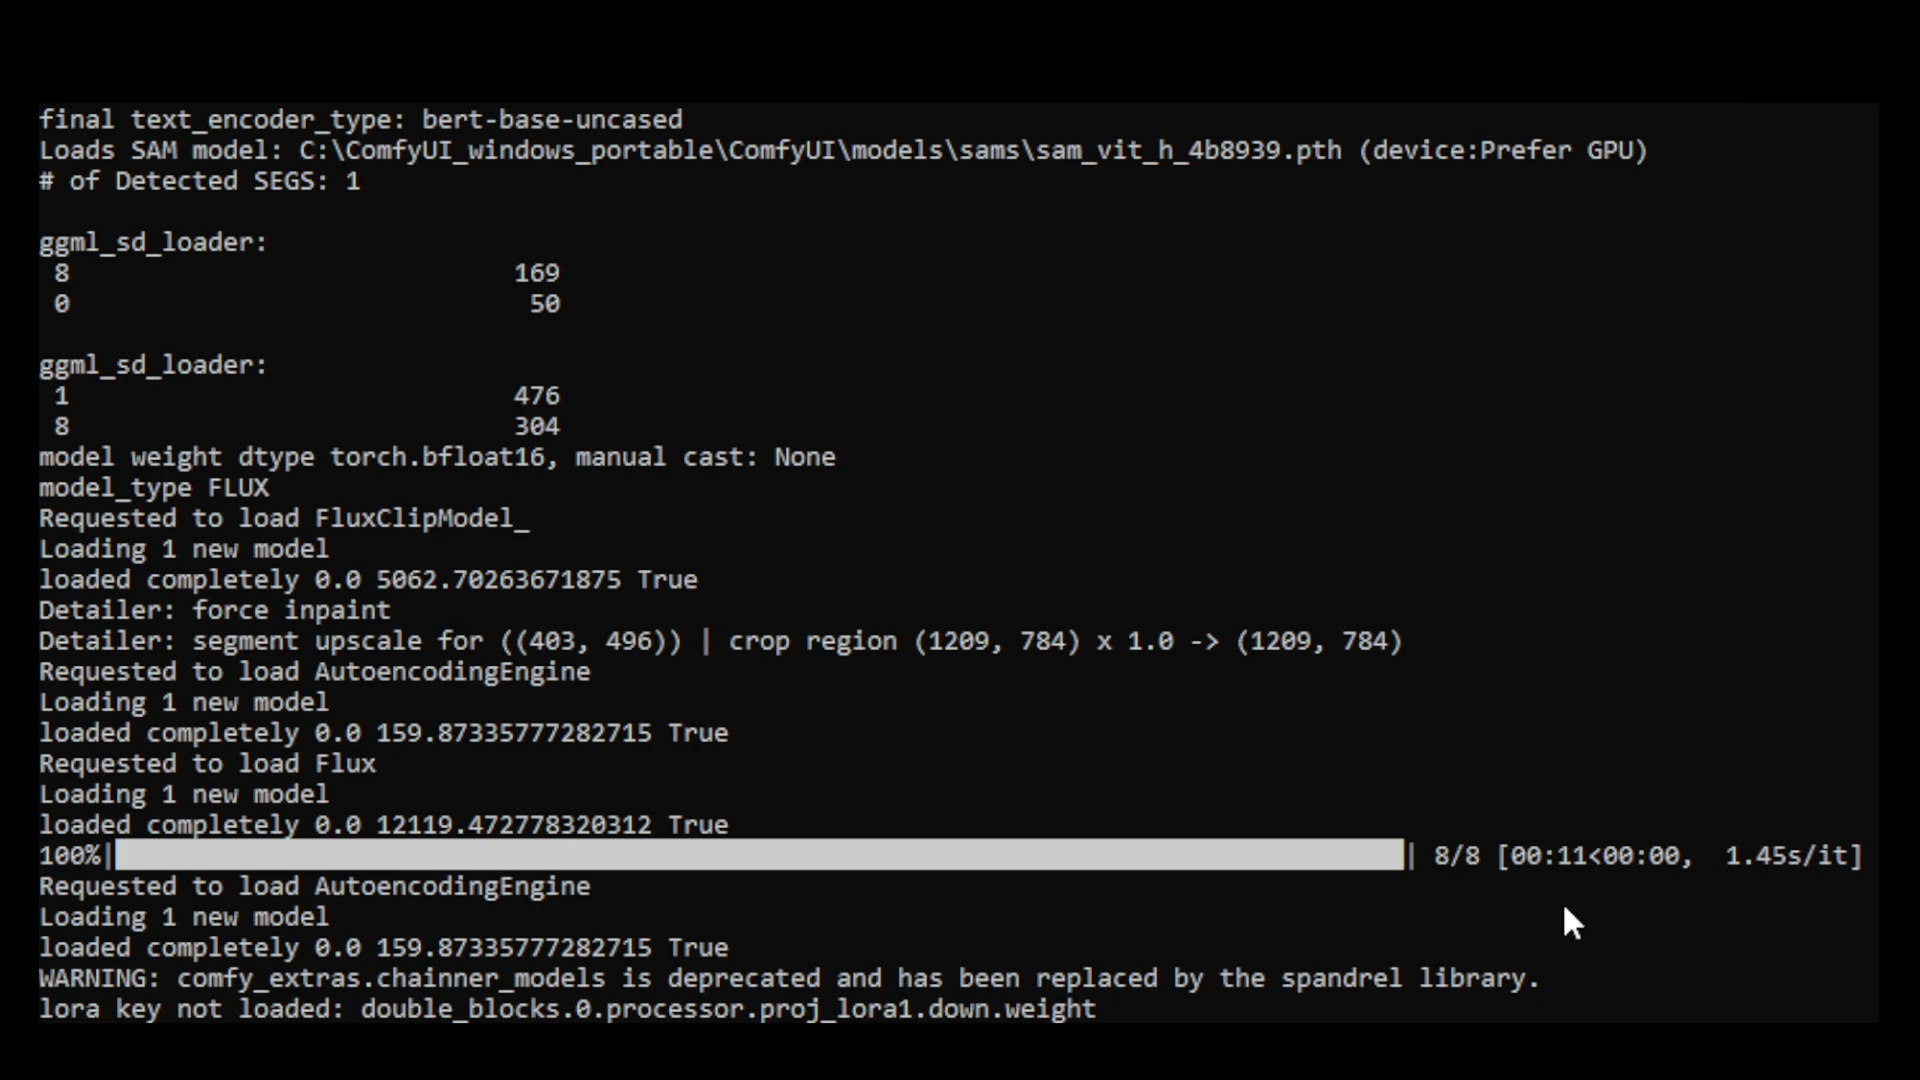 final text_encoder_type: bert-base-uncased
Loads SAM model: C:\ComfyUI_windows_portable\ComfyUI\models\sams\sam_vit_h_4b8939.pth (device:Prefer GPU)
# of Detected SEGS: 1
ggml_sd_loader:
8 169
0 50
ggml_sd_loader:
1 476
8 304
model weight dtype torch.bfloat16, manual cast: None
model_type FLUX
Requested to load FluxClipModel_
Loading 1 new model
loaded completely 0.0 5062.70263671875 True
Detailer: force inpaint
Detailer: segment upscale for ((403, 496)) | crop region (1209, 784) x 1.0 -> (1209, 784)
Requested to load AutoencodingEngine
Loading 1 new model
loaded completely 0.0 159.87335777282715 True
Requested to load Flux
Loading 1 new model
loaded completely 0.0 12119.472778320312 True
100%| | 8/8 [00:11<00:00, 1.45s/it]
Requested to load AutoencodingEngine
Loading 1 new model
loaded completely 0.0 159.87335777282715 True
WARNING: comfy_extras.chainner_models is deprecated and has been replaced by the spandrel library.
lora key not loaded: double_blocks.0.processor.proj_lora1.down.weight